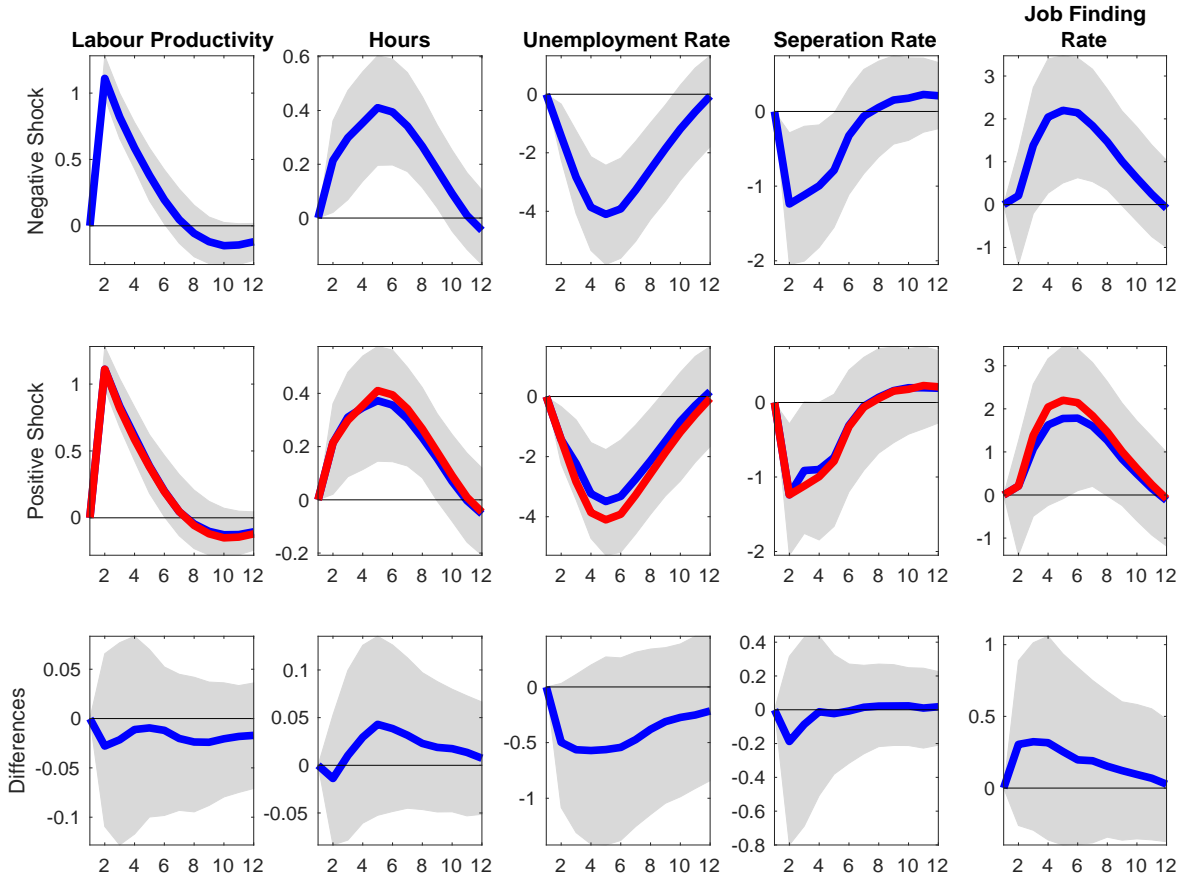 Labour Productivity
Hours
Unemployment Rate
Seperation Rate
Job Finding
Rate
Negative Shock
1
0.5
0
2 4 6 8 10 12
0.6
0.4
0.2
0
2 4 6 8 10 12
0
-2
-4
2 4 6 8 10 12
0
-1
-2
2 4 6 8 10 12
3
2
1
0
-1
2 4 6 8 10 12
Positive Shock
1
0.5
0
2 4 6 8 10 12
0.4
0.2
0
-0.2
2 4 6 8 10 12
0
-2
-4
2 4 6 8 10 12
0
-1
-2
2 4 6 8 10 12
3
2
1
0
-1
2 4 6 8 10 12
Differences
0.05
0
-0.05
-0.1
2 4 6 8 10 12
0.1
0.05
0
-0.05
2 4 6 8 10 12
0
-0.5
-1
2 4 6 8 10 12
0.4
0.2
0
-0.2
-0.4
-0.6
-0.8
2 4 6 8 10 12
1
0.5
0
2 4 6 8 10 12